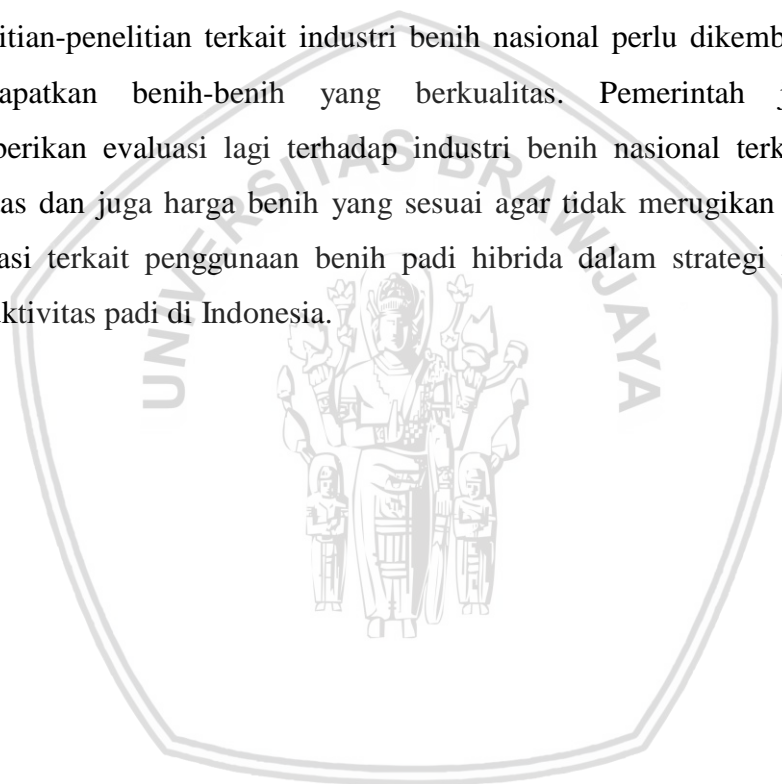 itian-penelitian terkait industri benih nasional perlu dikemb
apatkan benih-benih yang berkualitas. Pemerintah j
berikan evaluasi lagi terhadap industri benih nasional terk
as dan juga harga benih yang sesuai agar tidak merugikan
asi terkait penggunaan benih padi hibrida dalam strategi
ktivitas padi di Indonesia.
UNIVERSITAS BRAWIJAYA